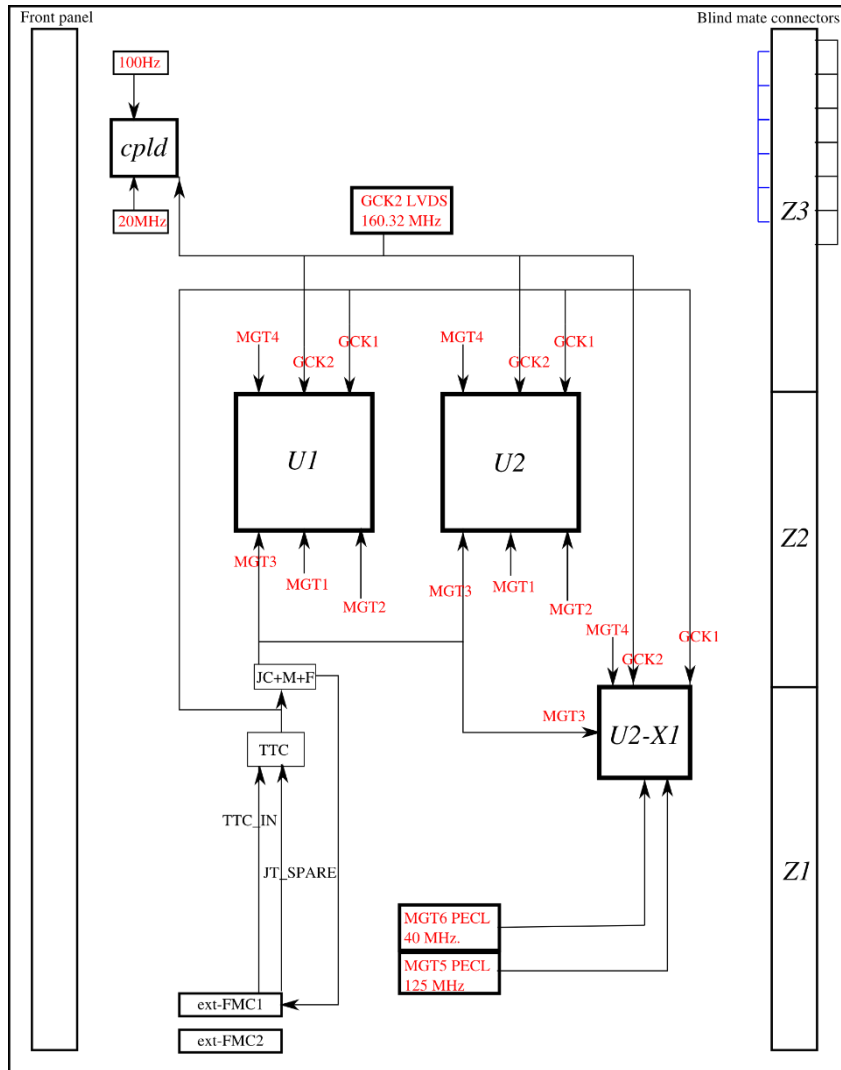 Front panel
Blind mate connectors
100Hz
cpld
20MHz
GCK2 LVDS
160.32 MHz
Z3
MGT4
GCK2
GCK1
MGT4
GCK2
GCK1
U1
U2
Z2
MGT3
MGT1
MGT2
MGT3
MGT1
MGT2
MGT4
GCK2
GCK1
JC+M+F
MGT3
U2-X1
TTC
TTC_IN
JT_SPARE
Z1
MGT6 PECL
40 MHz.
MGT5 PECL
125 MHz
ext-FMC1
ext-FMC2